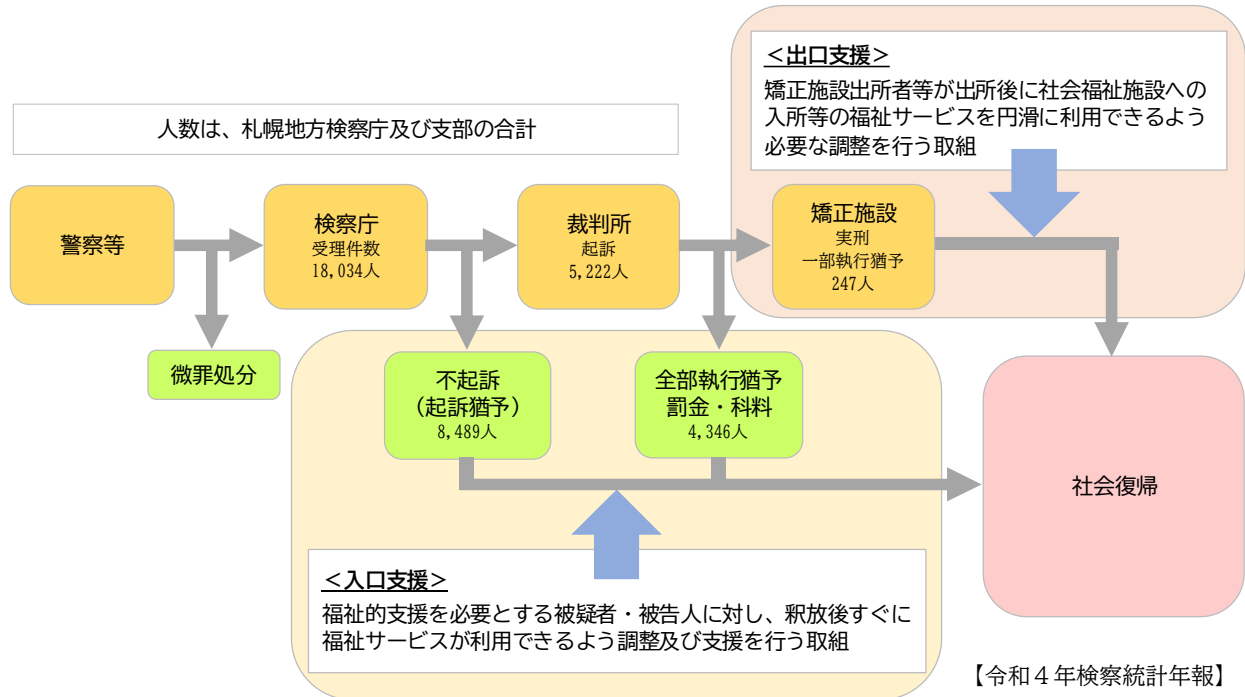 人数は、札幌地方検察庁及び支部の合計
＜出口支援＞
矯正施設出所者等が出所後に社会福祉施設への
入所等の福祉サービスを円滑に利用できるよう
必要な調整を行う取組
警察等
検察庁
受理件数
18,034人
裁判所
起訴
5,222人
矯正施設
実刑
一部執行猶予
247人
微罪処分
不起訴
（起訴猶予）
8,489人
全部執行猶予
罰金・科料
4,346人
社会復帰
＜入口支援＞
福祉的支援を必要とする被疑者・被告人に対し、釈放後すぐに
福祉サービスが利用できるよう調整及び支援を行う取組
【令和４年検察統計年報】